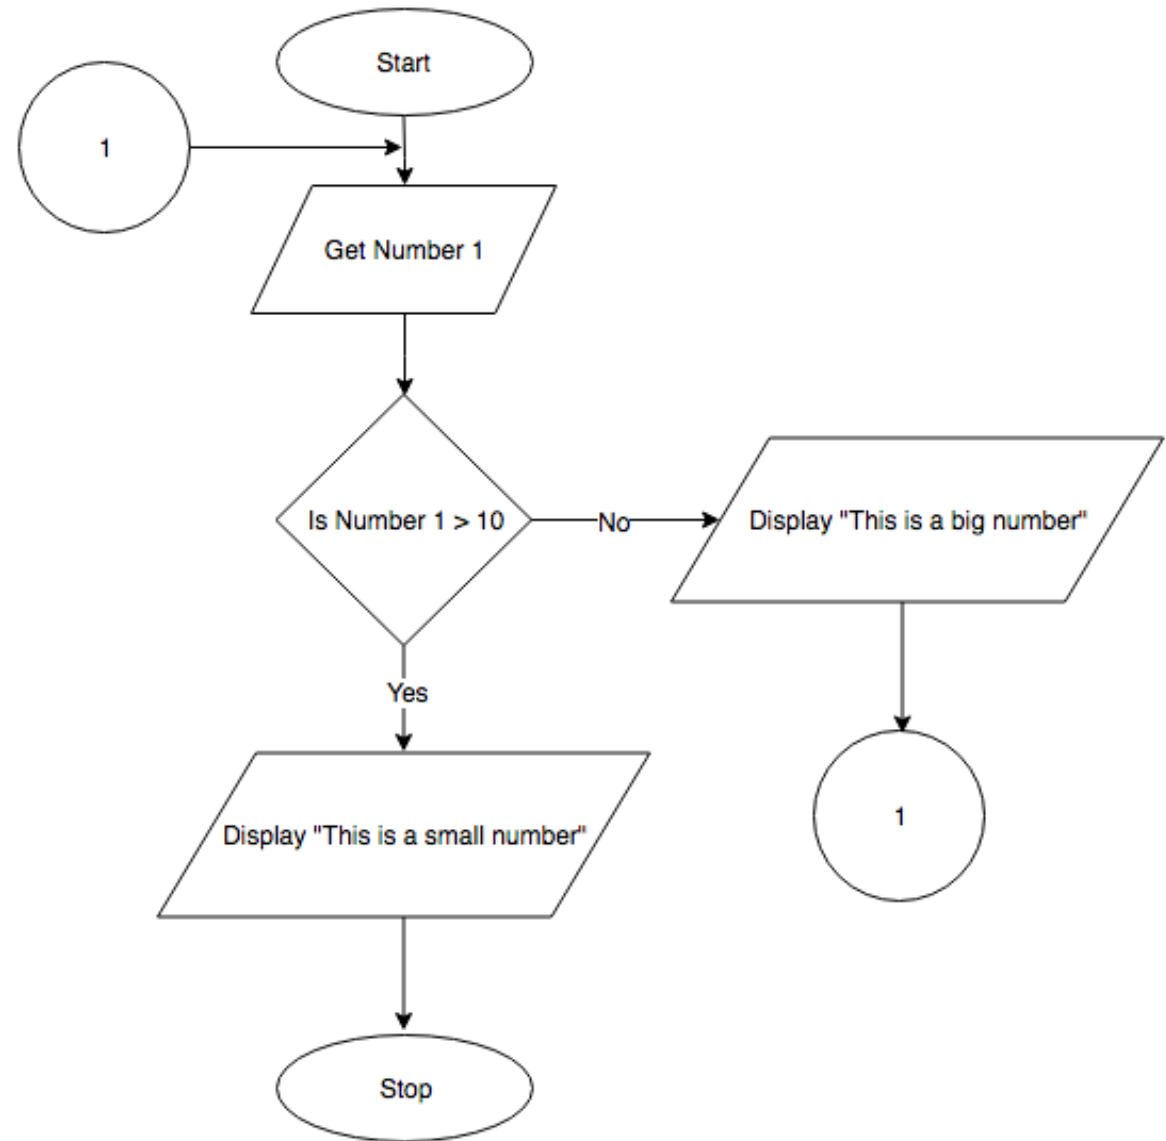 Start
1
Get Number 1
Is Number 1 > 10
No
Display "This is a big number"
Yes
1
Display "This is a small number"
Stop